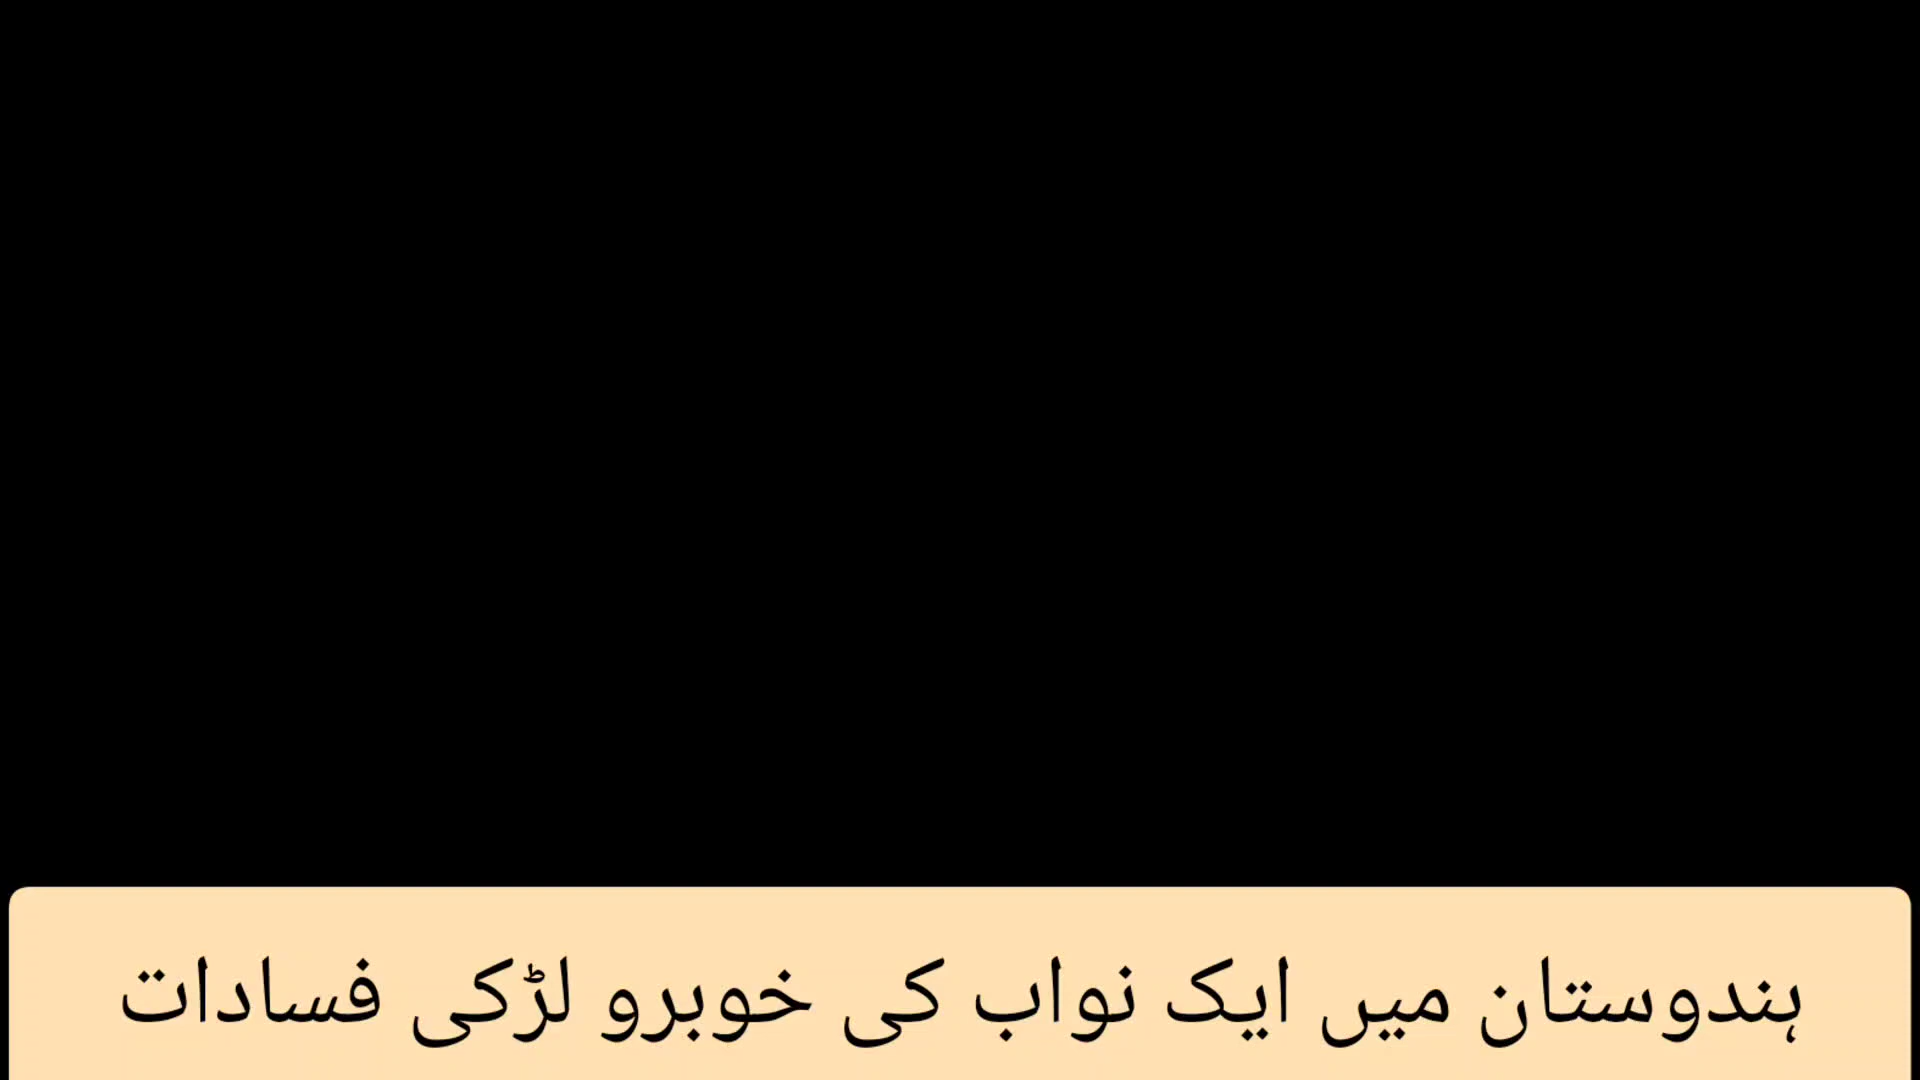 ہندوستان میں ایک نواب کی خوبرو لڑکی فسادات